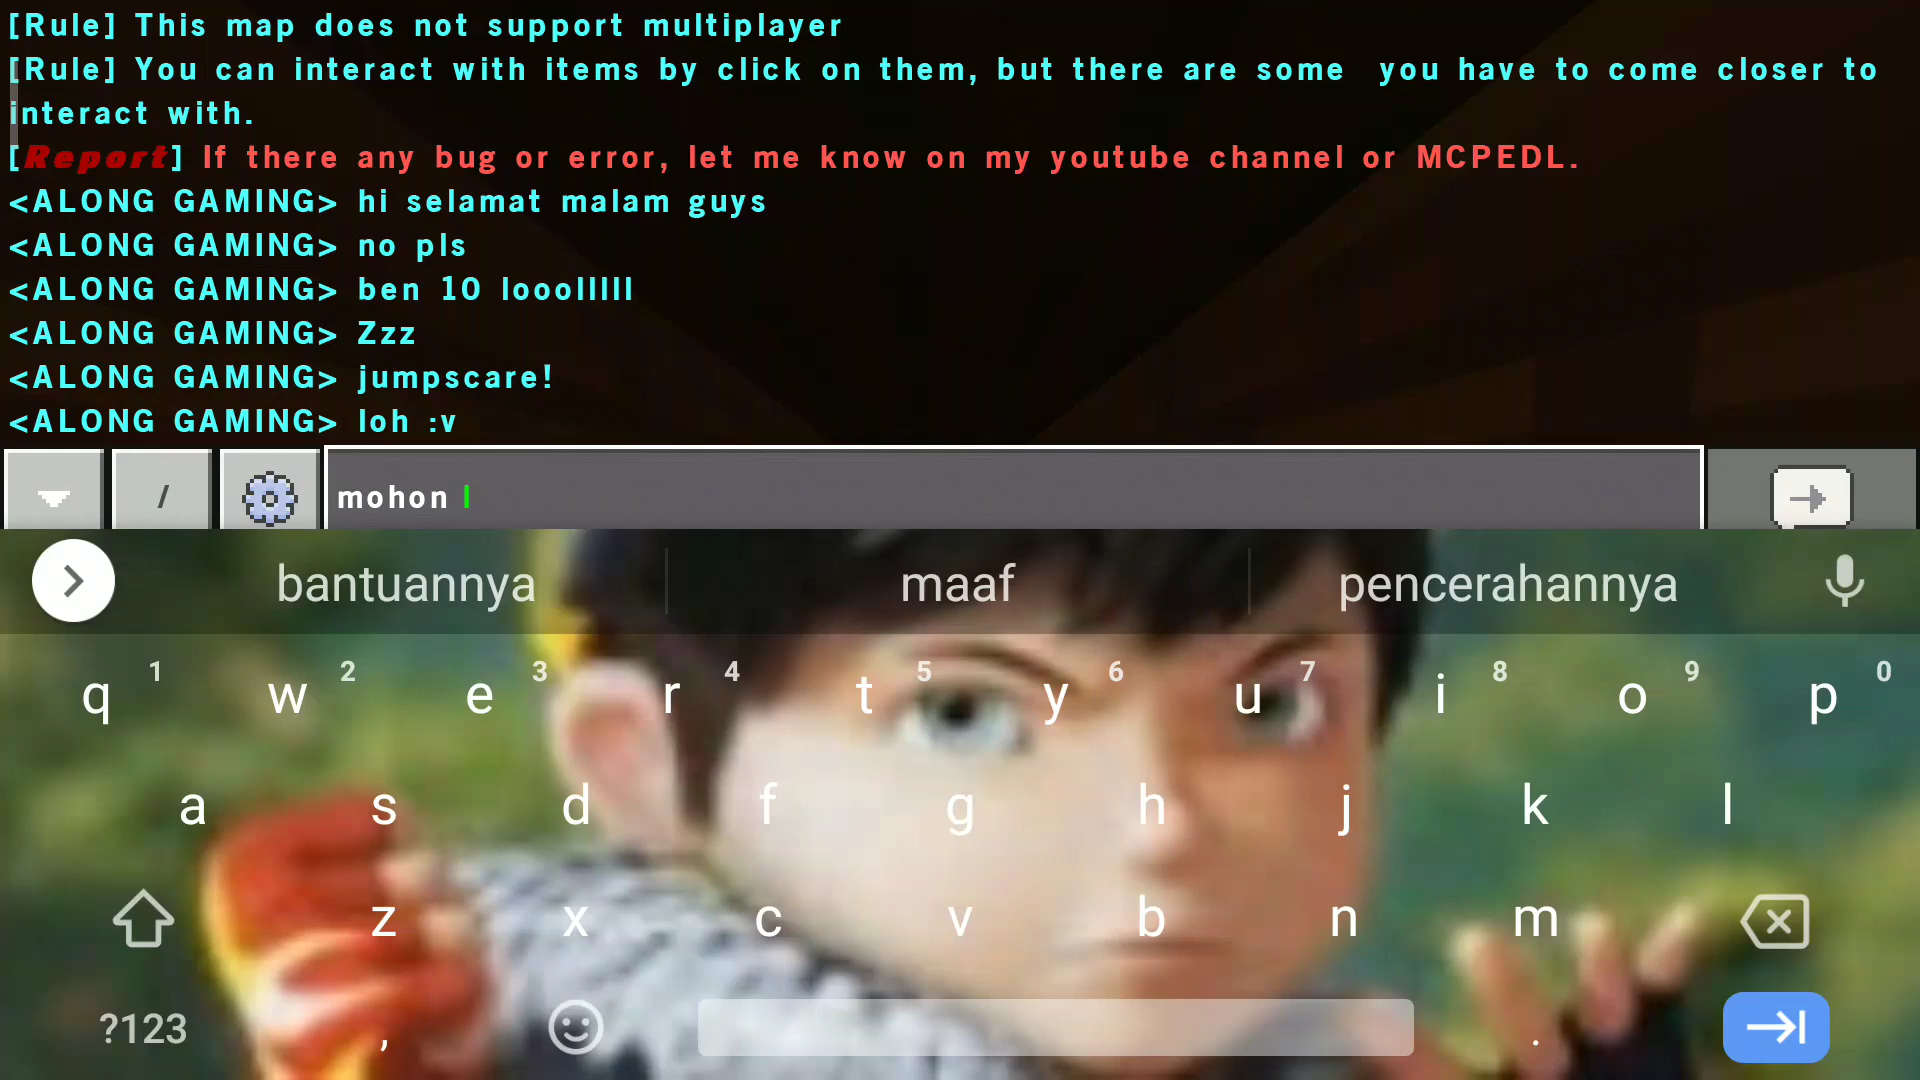 [Rule] This map does not support multiplayer
[Rule] You can interact with items by click on them, but there are some  you have to come closer to
interact with.
[Report] If there any bug or error, let me know on my youtube channel or MCPEDL.
<ALONG GAMING> hi selamat malam guys
<ALONG GAMING> no pls
<ALONG GAMING> ben 10 looolllll
<ALONG GAMING> Zzz
<ALONG GAMING> jumpscare!
<ALONG GAMING> loh :v
/
mohon
bantuannya maaf pencerahannya
1 2 3 4 5 6 7 8 9 0
q w e r t y u i o p
a s d f g h j k l
z x c v b n m
?123 , .